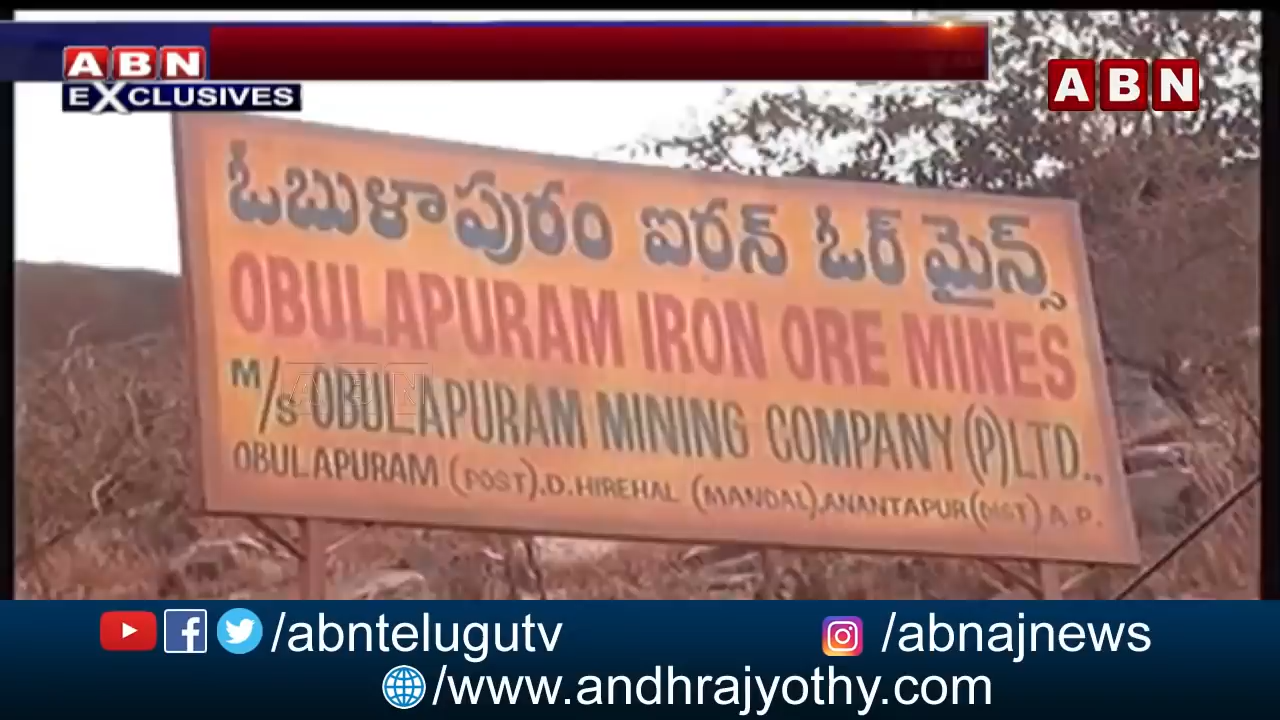 ABN
EXCLUSIVES
ABN
ఓబుళాపురం ఐరన్ ఓర్ మైన్స్
OBULAPURAM IRON ORE MINES
M/S OBULAPURAM MINING COMPANY (P) LTD.,
OBULAPURAM (POST), D.HIREHAL (MANDAL), ANANTAPUR (DIST) A.P.
ABN
/abntelugutv
/abnajnews
/www.andhrajyothy.com